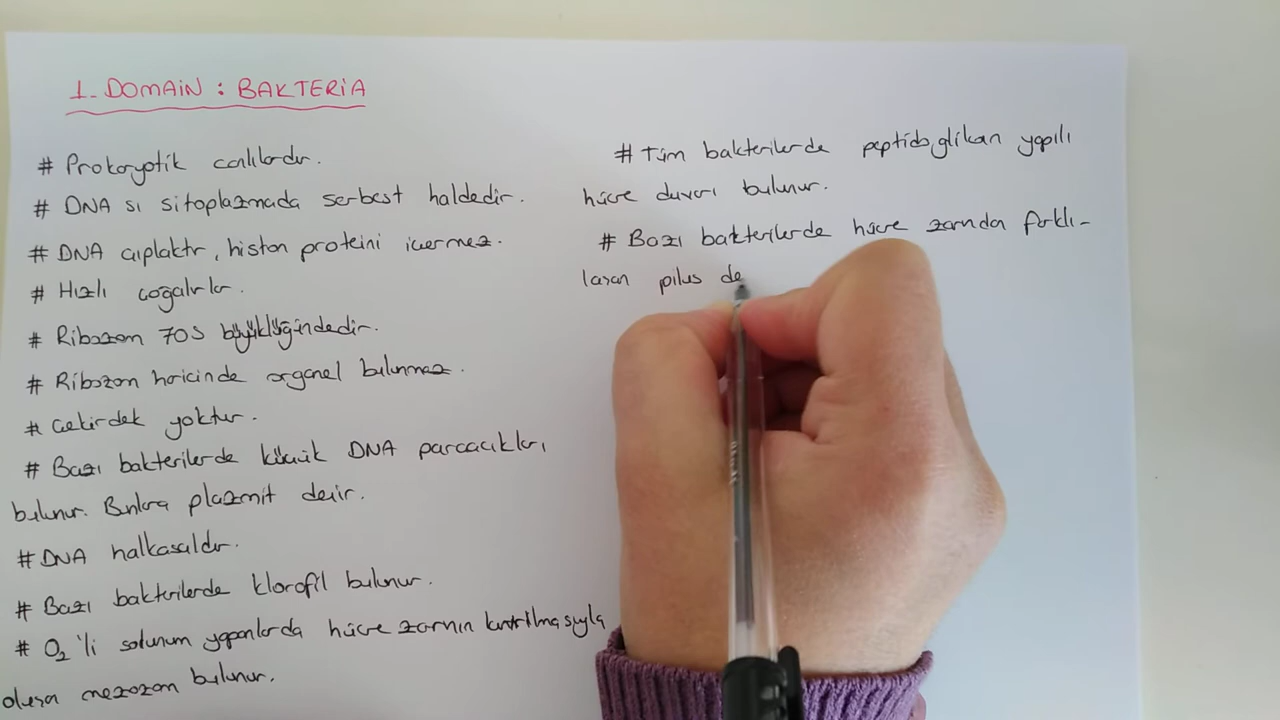 1. DOMAIN : BAKTERİA
# Prokaryotik canlılardır.
# DNA sı sitoplazmada serbest haldedir.
# DNA çıplaktır, histon proteini içermez.
# Hızlı çoğalırlar.
# Ribozom 70S büyüklüğündedir.
# Ribozom haricinde organel bulunmaz.
# Çekirdek yoktur.
# Bazı bakterilerde küçük DNA parçacıkları
bulunur. Bunlara plazmit denir.
# DNA halkasaldır.
# Bazı bakterilerde klorofil bulunur.
# O₂'li solunum yapanlarda hücre zarının kıvrılmasıyla
oluşan mezozom bulunur.
# Tüm bakterilerde peptidoglikan yapılı
hücre duvarı bulunur.
# Bazı bakterilerde hücre zarında farklı-
laşan pilus de